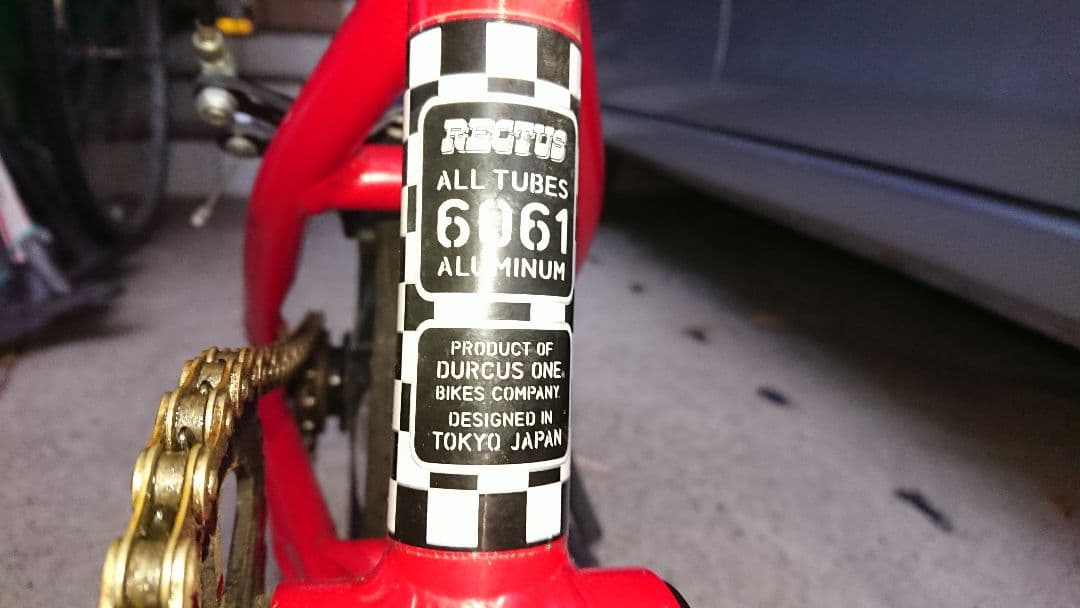 RECTUS
ALL TUBES
6061
ALUMINUM
PRODUCT OF
DURCUS ONE.
BIKES COMPANY.
DESIGNED IN
TOKYO JAPAN